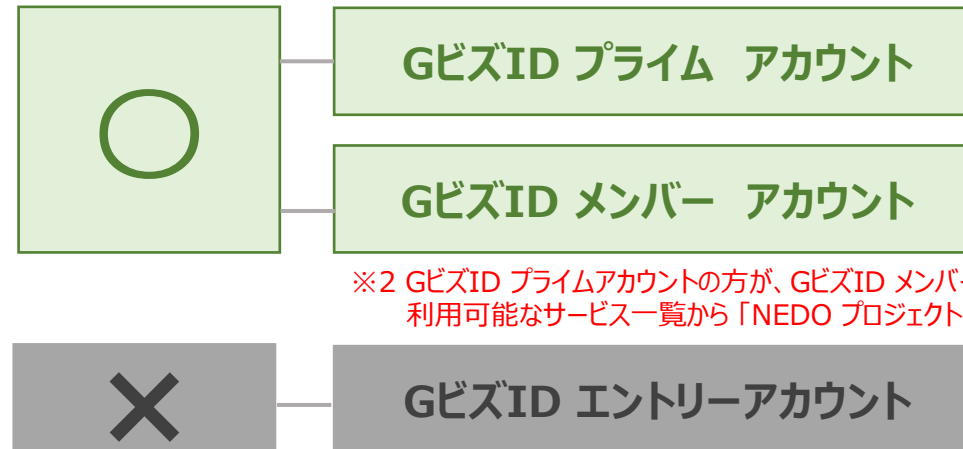 〇
GビズID プライム アカウント
GビズID メンバー アカウント
※2 GビズID プライムアカウントの方が、GビズID メンバー
利用可能なサービス一覧から「NEDO プロジェクト
×
GビズID エントリーアカウント